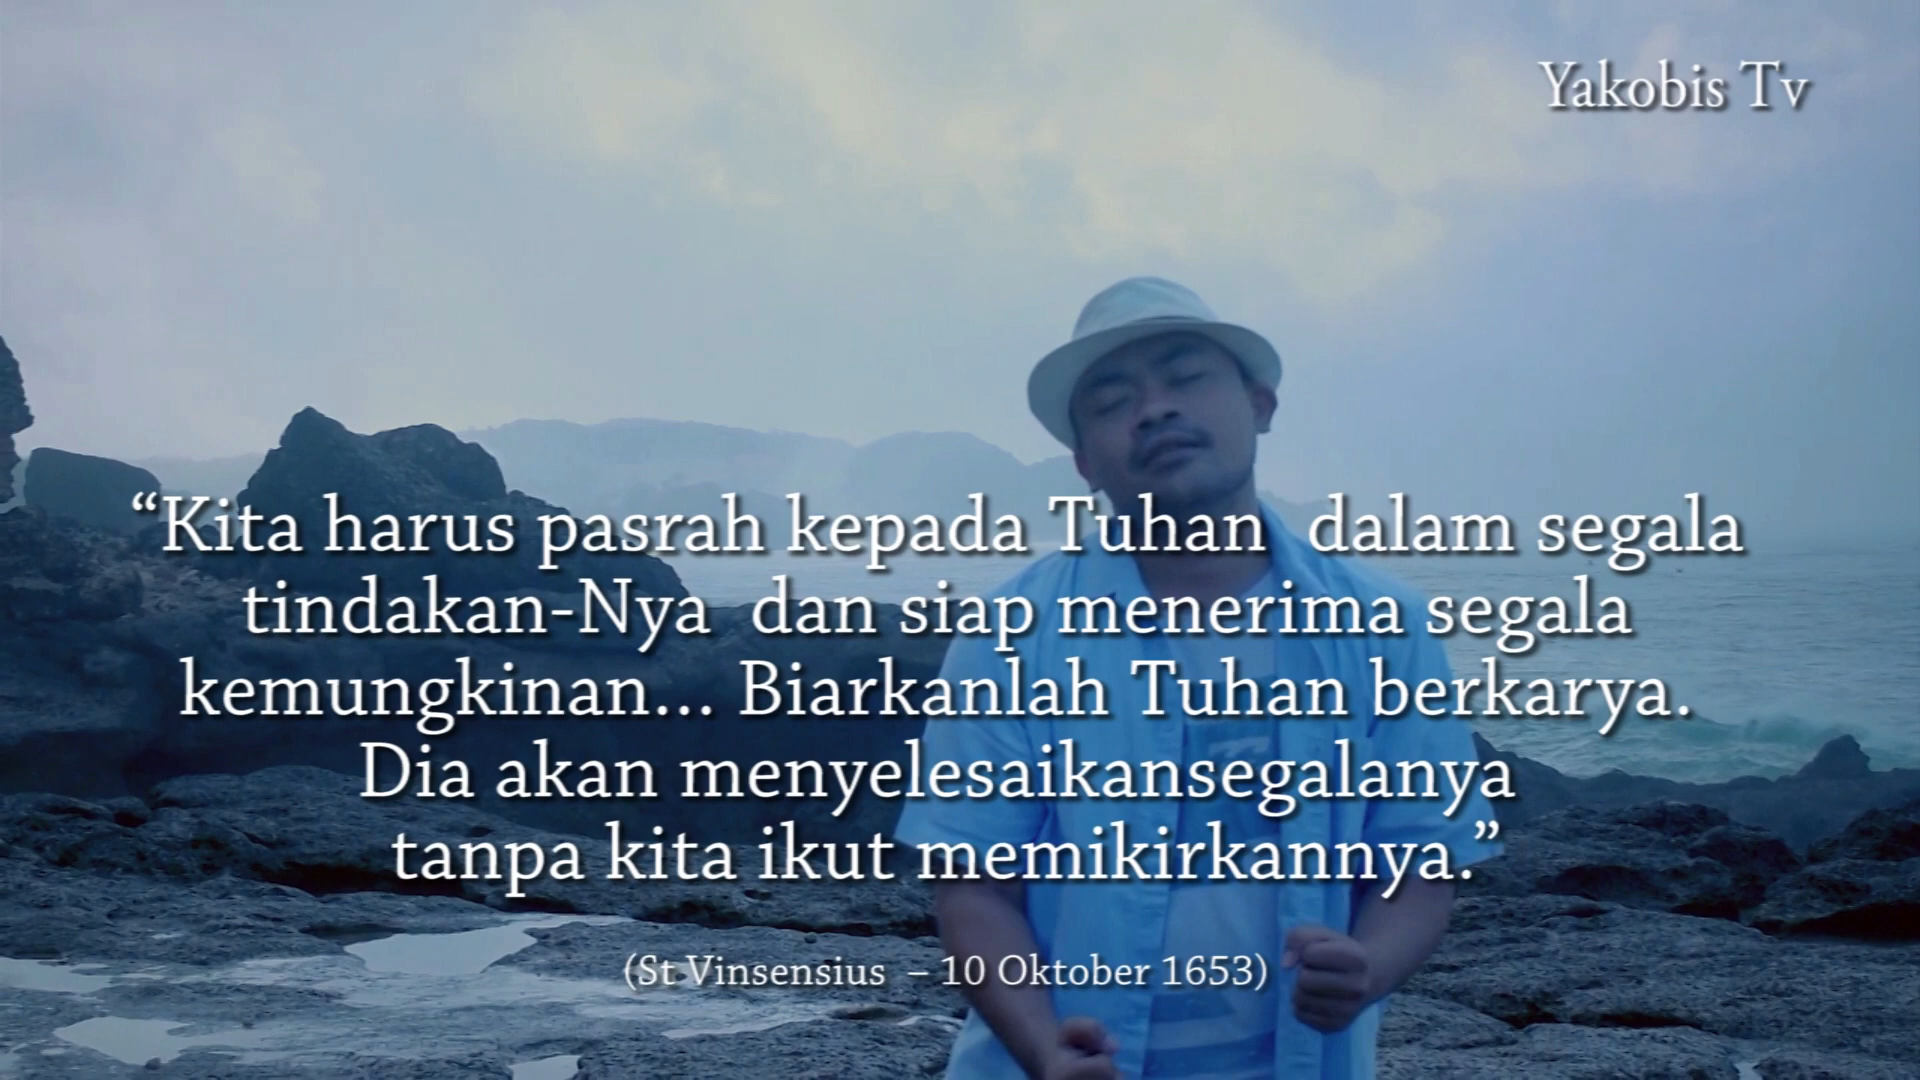 Yakobis Tv
“Kita harus pasrah kepada Tuhan dalam segala
tindakan-Nya dan siap menerima segala
kemungkinan... Biarkanlah Tuhan berkarya.
Dia akan menyelesaikansegalanya
tanpa kita ikut memikirkannya.”
(St Vinsensius – 10 Oktober 1653)